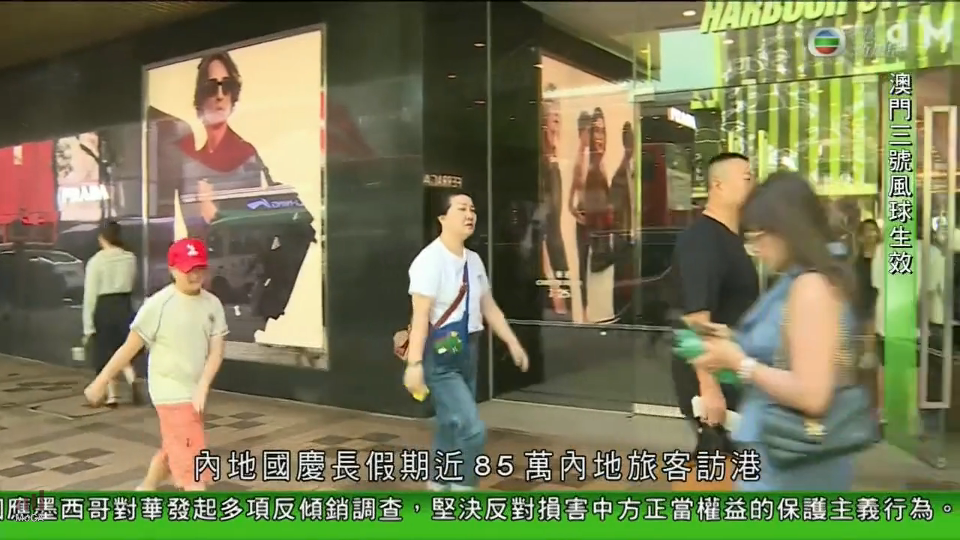 HARBOUR
澳門三號風球生效
PRADA
FERRAGAMO
內地國慶長假期近85萬內地旅客訪港
墨西哥對華發起多項反傾銷調查，堅決反對損害中方正當權益的保護主義行為。